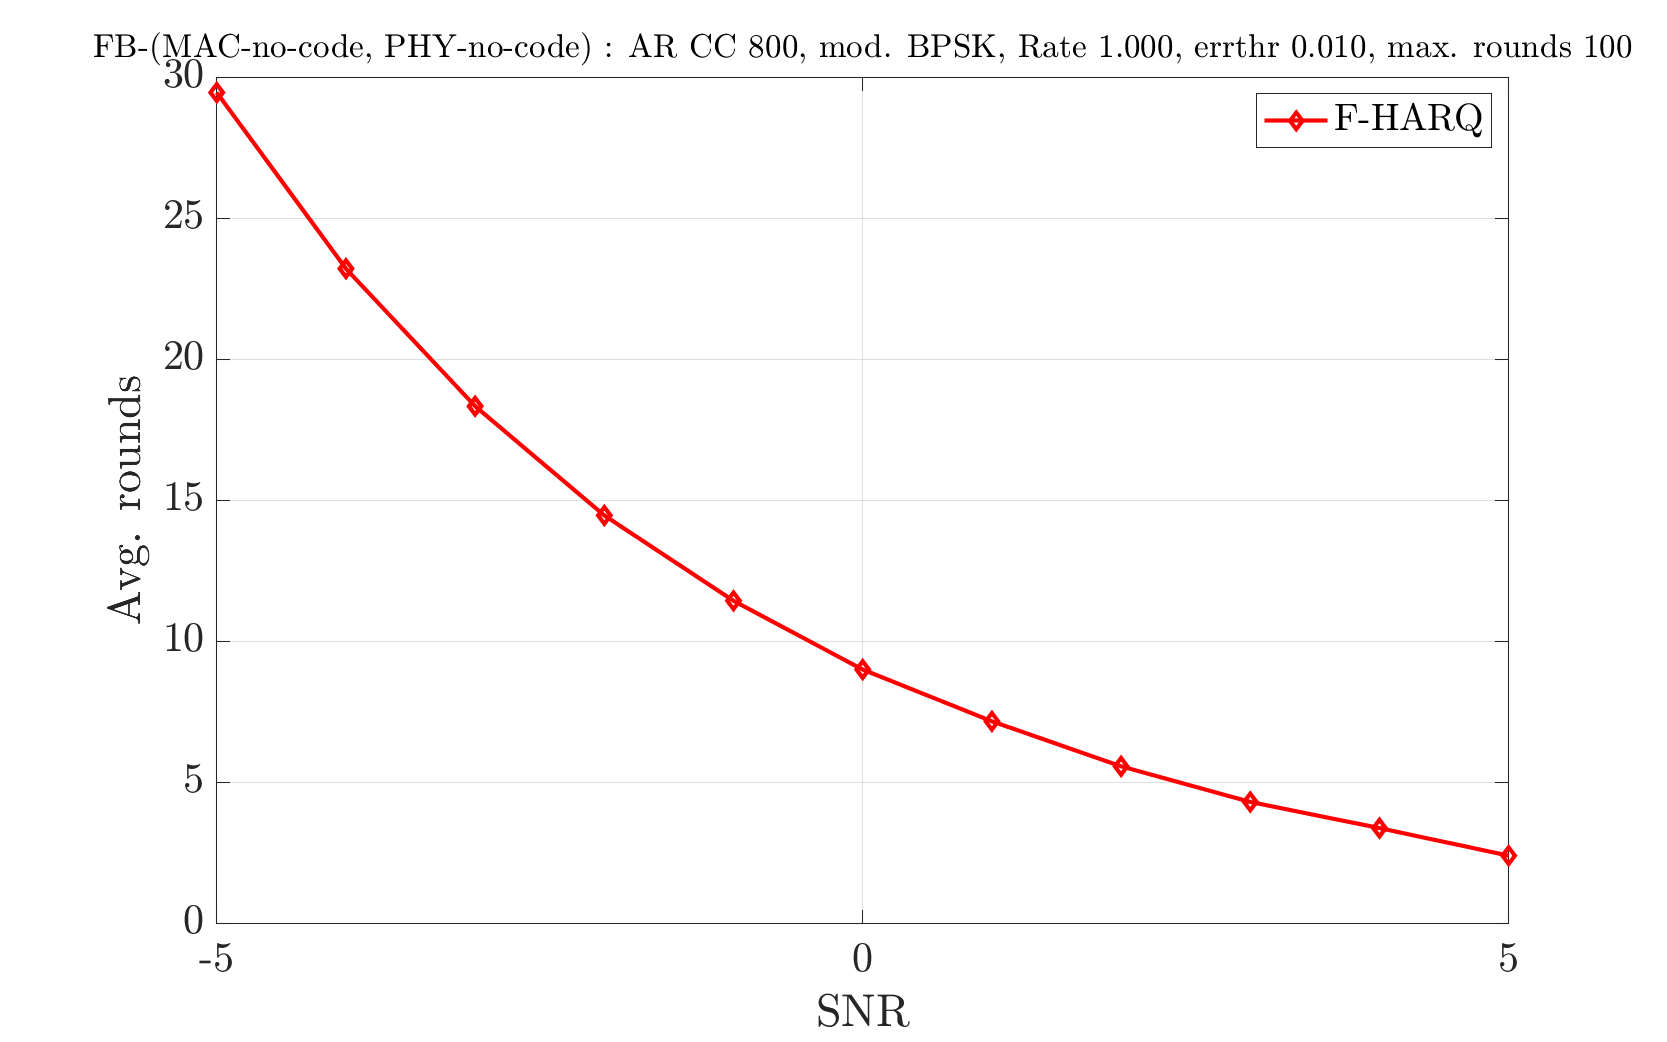 FB-(MAC-no-code, PHY-no-code) : AR CC 800, mod. BPSK, Rate 1.000, errthr 0.010, max. rounds 100
30
25
20
15
10
5
0
Avg. rounds
F-HARQ
-5
0
5
SNR